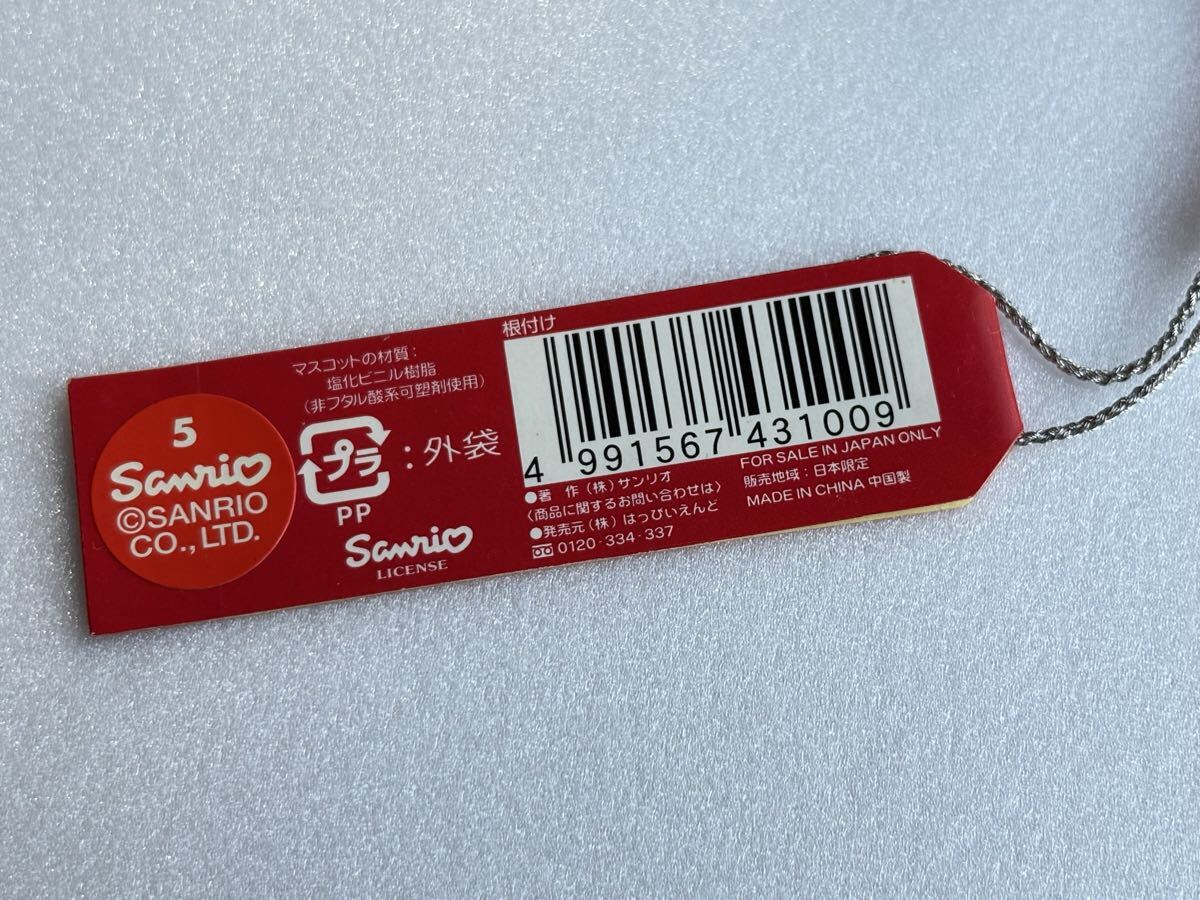 5
Sanrio
©SANRIO
CO., LTD.
マスコットの材質:
塩化ビニル樹脂
(非フタル酸系可塑剤使用)
プラ
:外袋
PP
Sanrio
LICENSE
根付け
4 991567 431009
●著 作(株)サンリオ
〈商品に関するお問い合わせは〉
●発売元(株)はっぴいえんど
0120-334-337
FOR SALE IN JAPAN ONLY
販売地域:日本限定
MADE IN CHINA 中国製